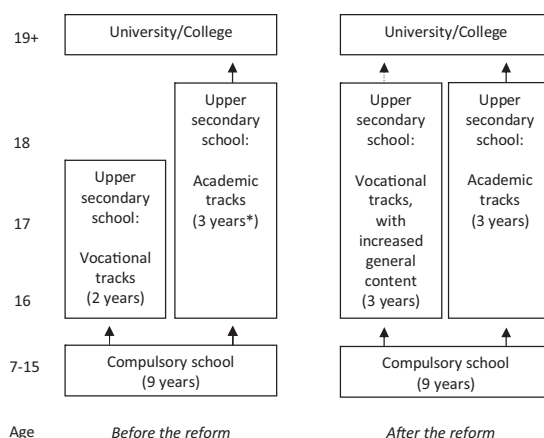 19+
University/College
University/College
18
Upper
secondary
school:
Academic
tracks
(3 years*)
Upper
secondary
school:
Vocational
tracks,
with
increased
general
content
(3 years)
Upper
secondary
school:
Academic
tracks
(3 years)
17
Upper
secondary
school:
Vocational
tracks
(2 years)
16
7-15
Compulsory school
(9 years)
Compulsory school
(9 years)
Age
Before the reform
After the reform